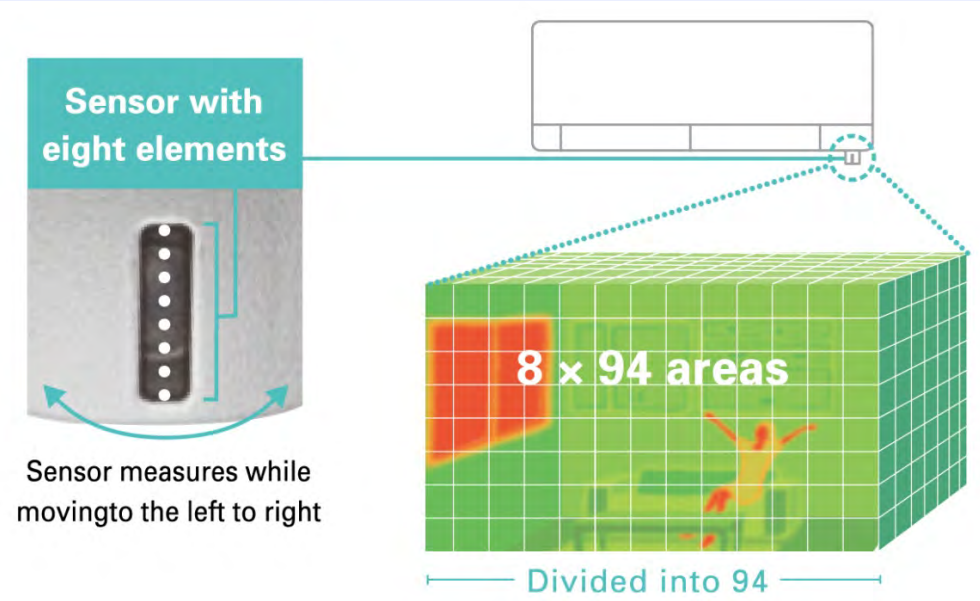 Sensor with
eight elements
8 × 94 areas
Sensor measures while
movingto the left to right
Divided into 94